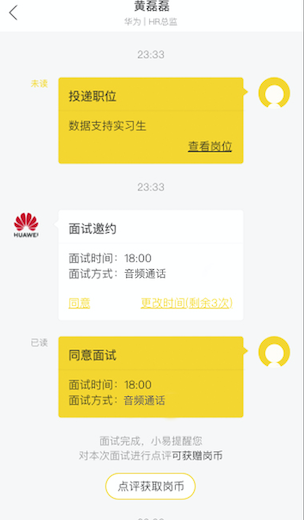 黄磊磊
华为 | HR总监
23:33
未读
投递职位
数据支持实习生
查看岗位
23:33
HUAWEI
面试邀约
面试时间：18:00
面试方式：音频通话
同意
更改时间(剩余3次)
已读
同意面试
面试时间：18:00
面试方式：音频通话
面试完成，小易提醒您
对本次面试进行点评可获赠岗币
点评获取岗币